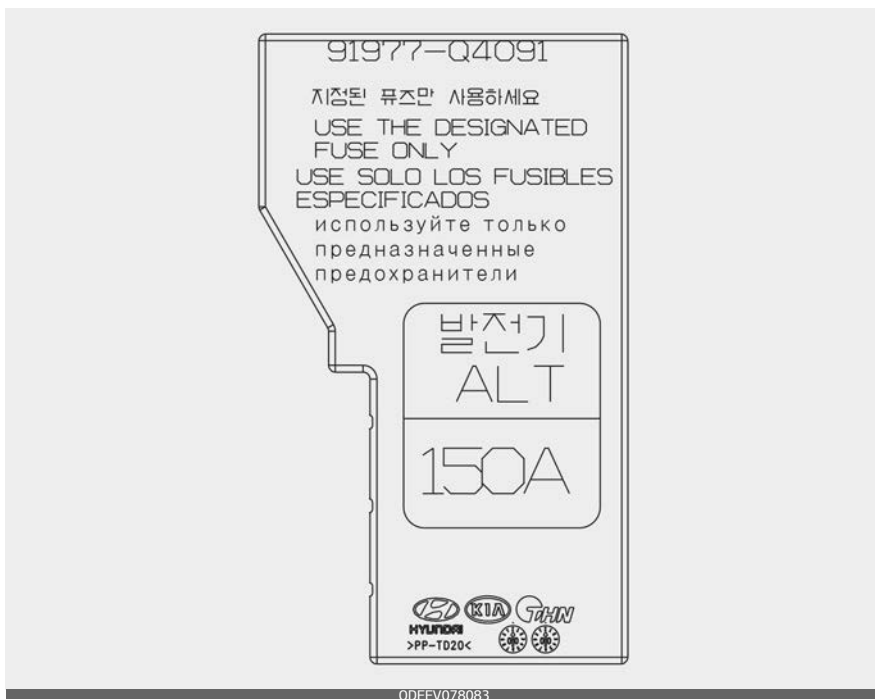 91977-Q4091
지정된 퓨즈만 사용하세요
USE THE DESIGNATED
FUSE ONLY
USE SOLO LOS FUSIBLES
ESPECIFICADOS
используйте только
предназначенные
предохранители
발전기
ALT
150A
KIA THN
HYUNDAI
>PP-TD20<
ODEEV078083